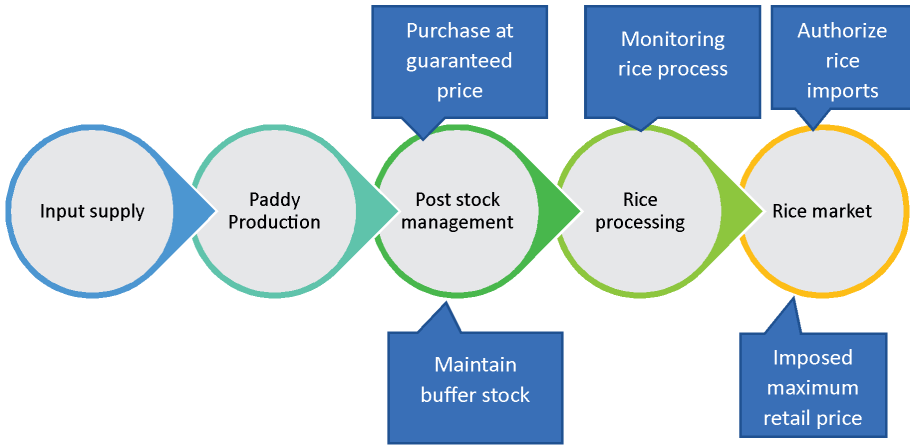 Purchase at
guaranteed
price
Monitoring
rice process
Authorize
rice
imports
Input supply
Paddy
Production
Post stock
management
Rice
processing
Rice market
Maintain
buffer stock
Imposed
maximum
retail price